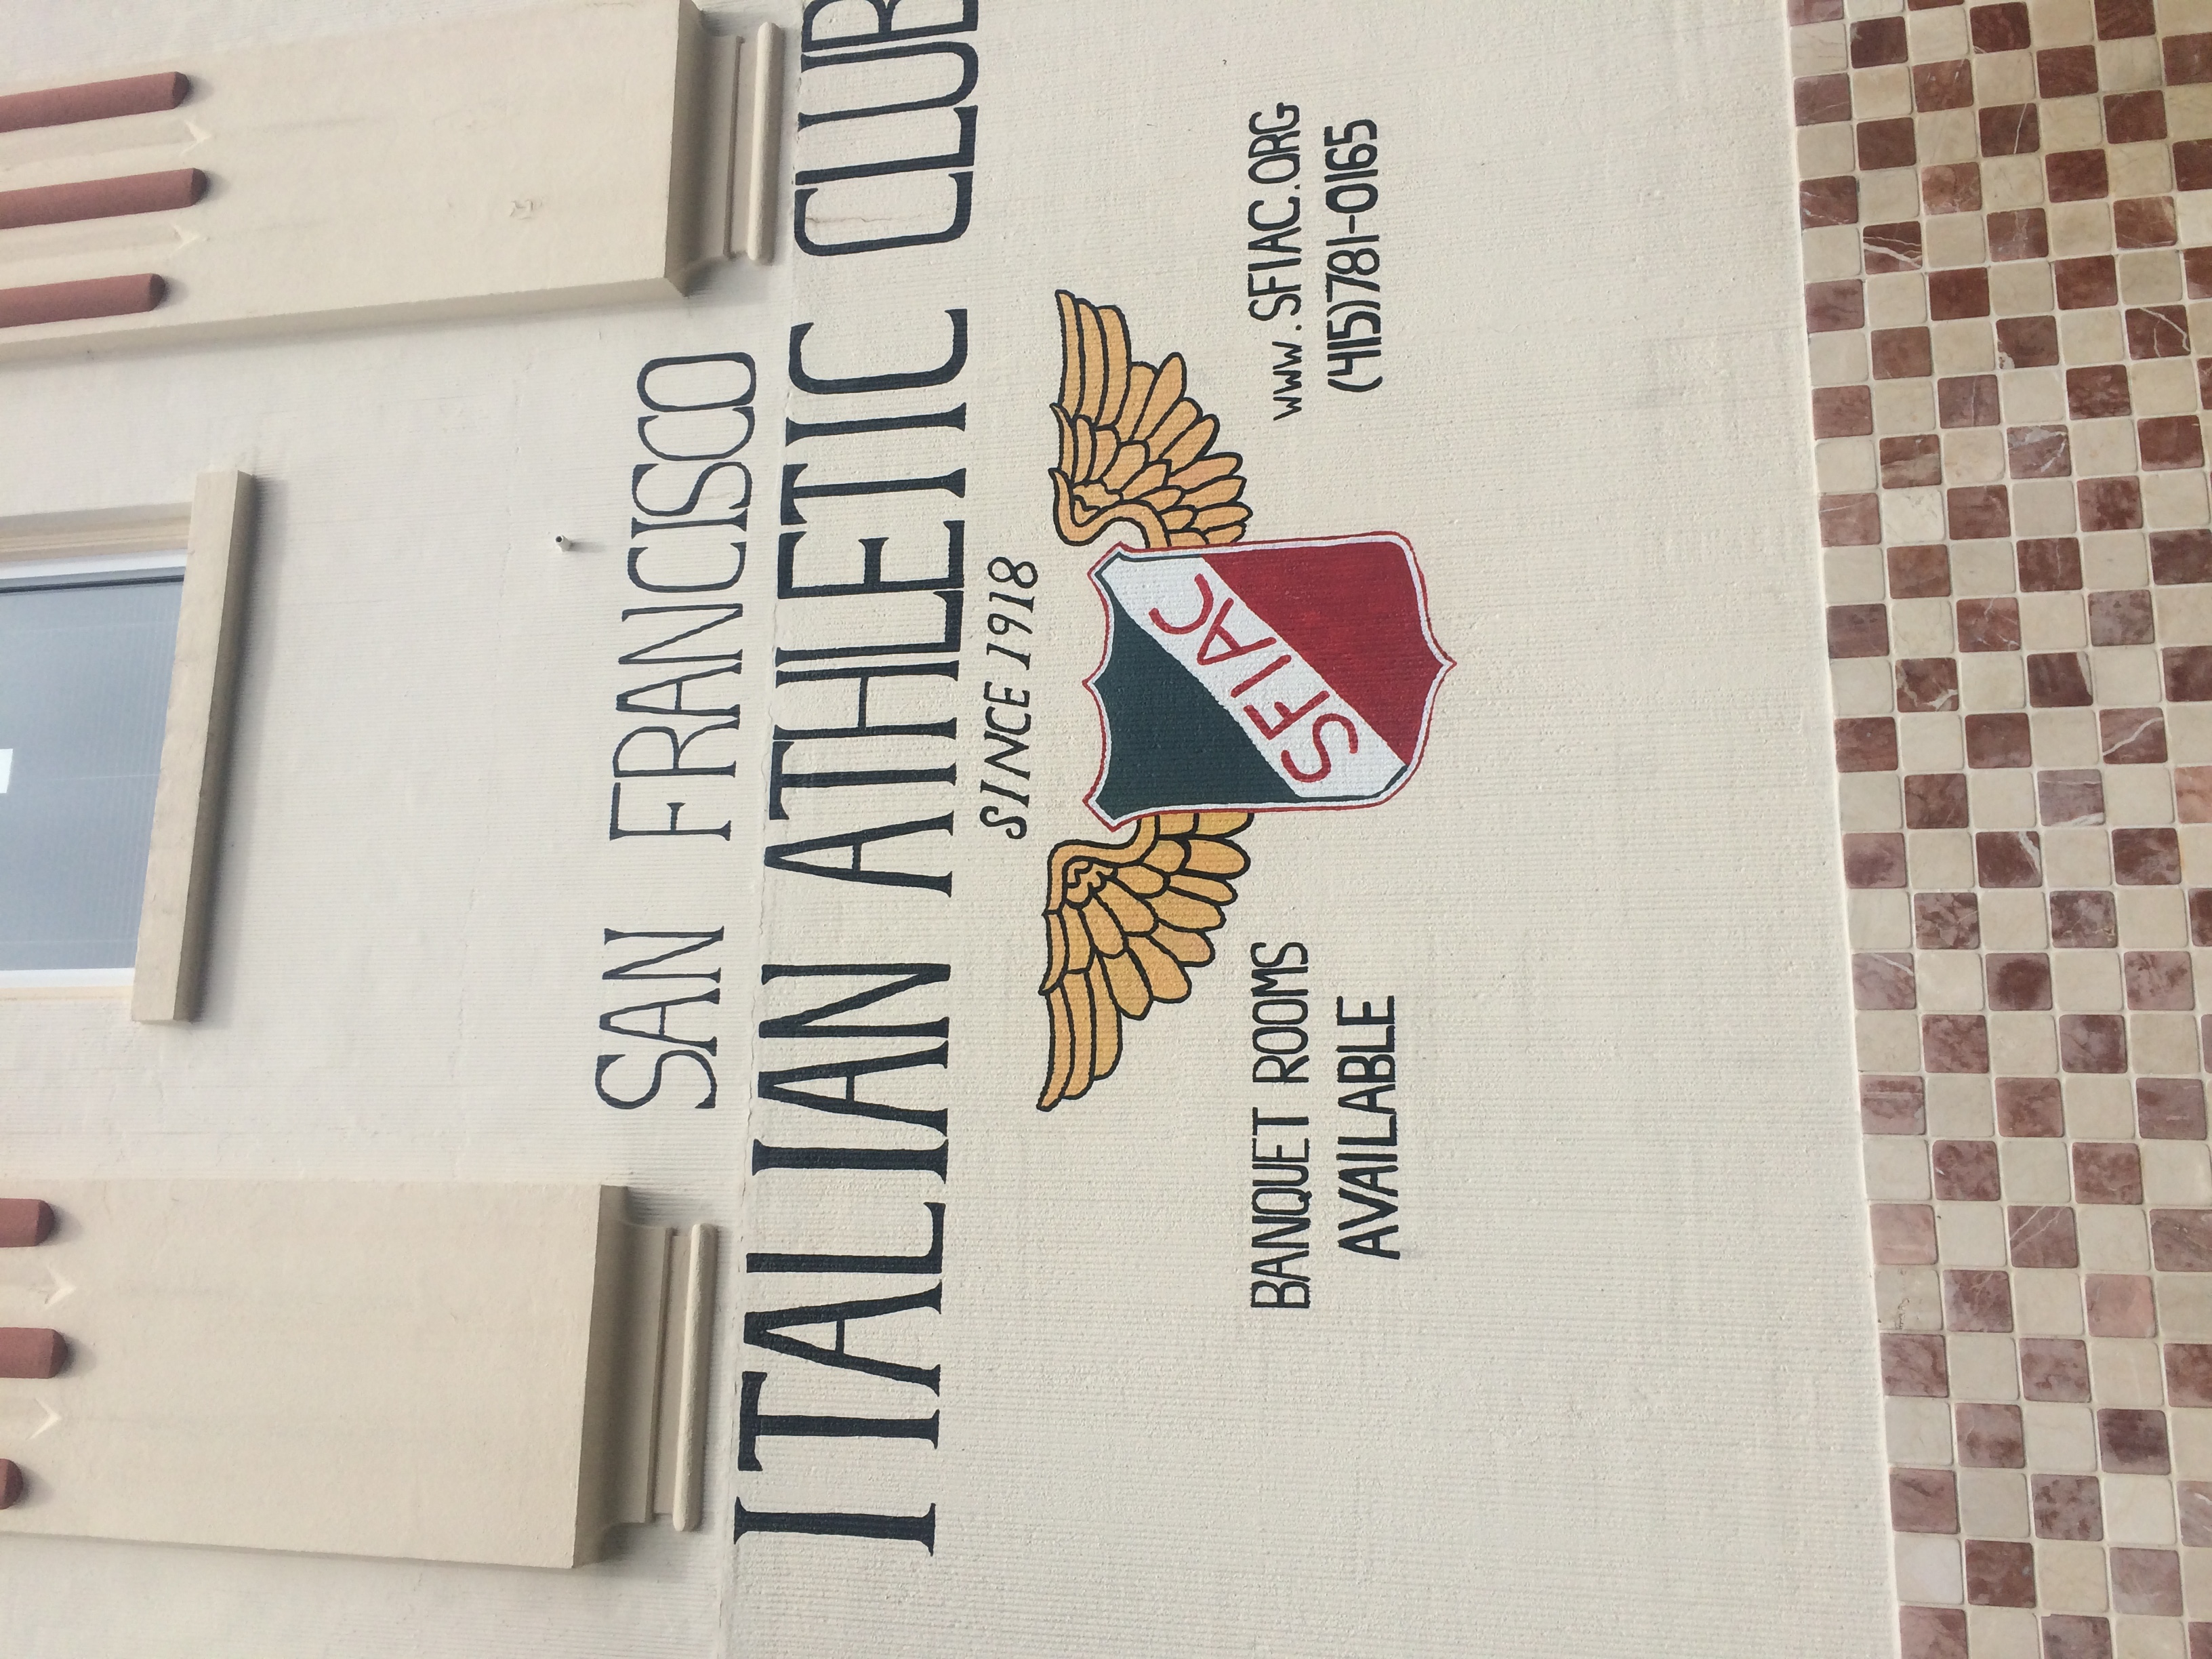 SAN FRANCISCO
ITALIAN ATHLETIC CLUB
SINCE 1918
SFIAC
BANQUET ROOMS
AVAILABLE
www.SFIAC.ORG
(415)781-0165